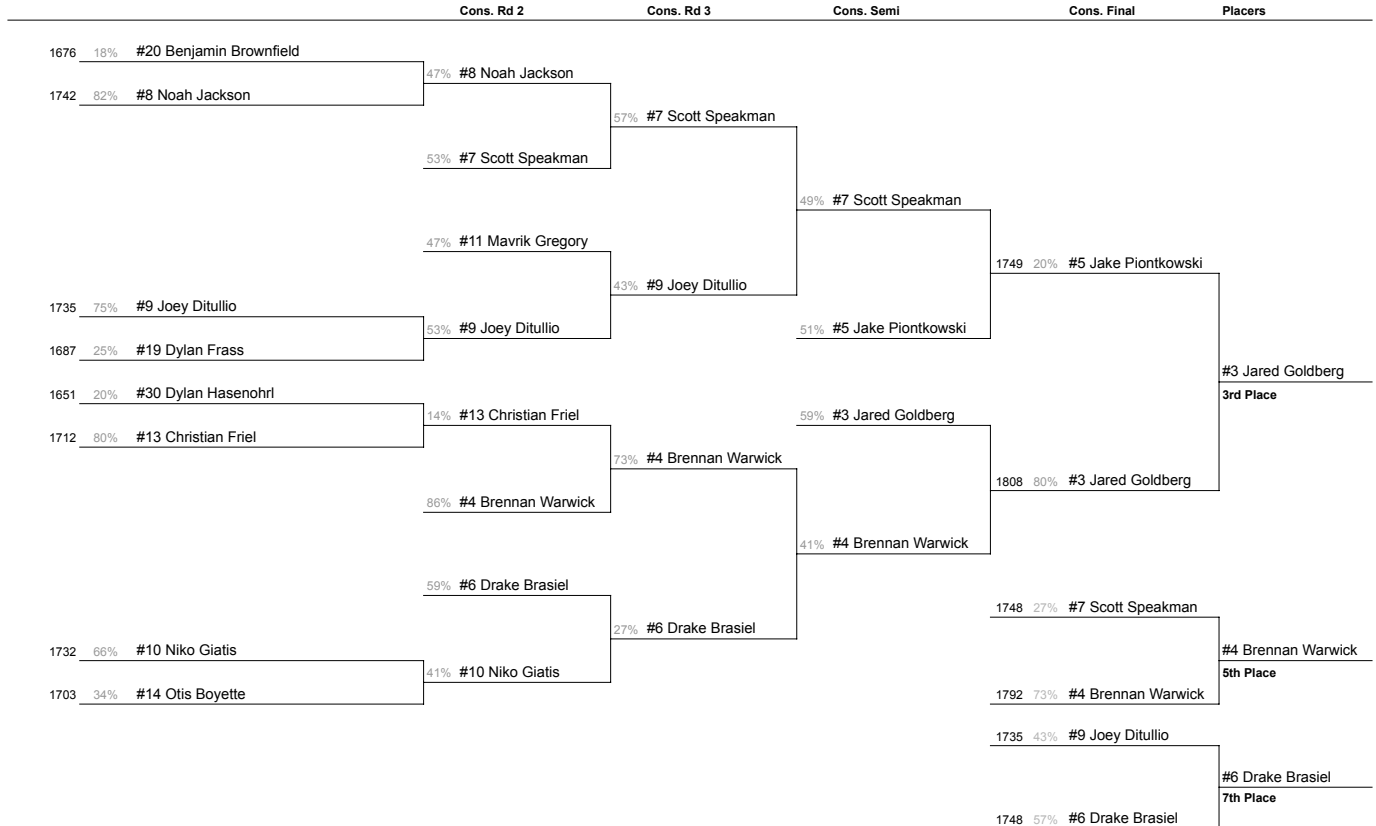 Cons. Rd 2 Cons. Rd 3 Cons. Semi Cons. Final Placers
1676 18% #20 Benjamin Brownfield
47% #8 Noah Jackson
1742 82% #8 Noah Jackson
57% #7 Scott Speakman
53% #7 Scott Speakman
49% #7 Scott Speakman
47% #11 Mavrik Gregory
1749 20% #5 Jake Piontkowski
43% #9 Joey Ditullio
1735 75% #9 Joey Ditullio
53% #9 Joey Ditullio
51% #5 Jake Piontkowski
1687 25% #19 Dylan Frass
#3 Jared Goldberg
3rd Place
1651 20% #30 Dylan Hasenohrl
14% #13 Christian Friel
59% #3 Jared Goldberg
1712 80% #13 Christian Friel
73% #4 Brennan Warwick
1808 80% #3 Jared Goldberg
86% #4 Brennan Warwick
41% #4 Brennan Warwick
59% #6 Drake Brasiel
1748 27% #7 Scott Speakman
27% #6 Drake Brasiel
1732 66% #10 Niko Giatis
#4 Brennan Warwick
5th Place
41% #10 Niko Giatis
1703 34% #14 Otis Boyette
1792 73% #4 Brennan Warwick
1735 43% #9 Joey Ditullio
#6 Drake Brasiel
7th Place
1748 57% #6 Drake Brasiel